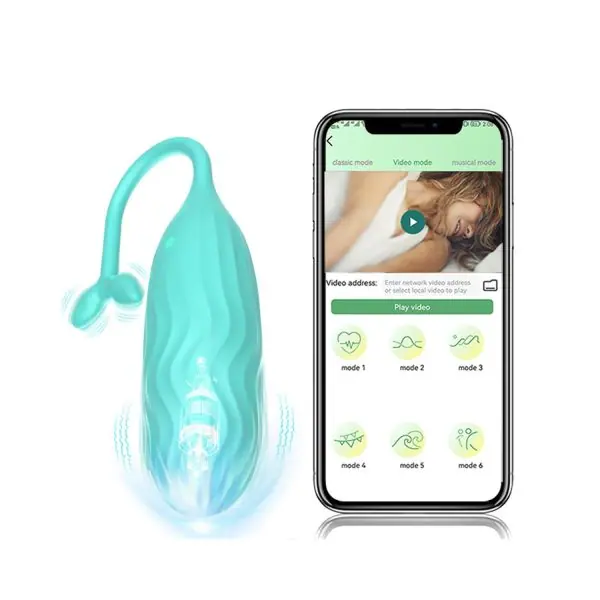 classic mode Video mode musical mode
Video address: Enter network video address
or select local video to play
Play video
mode 1 mode 2 mode 3
mode 4 mode 5 mode 6